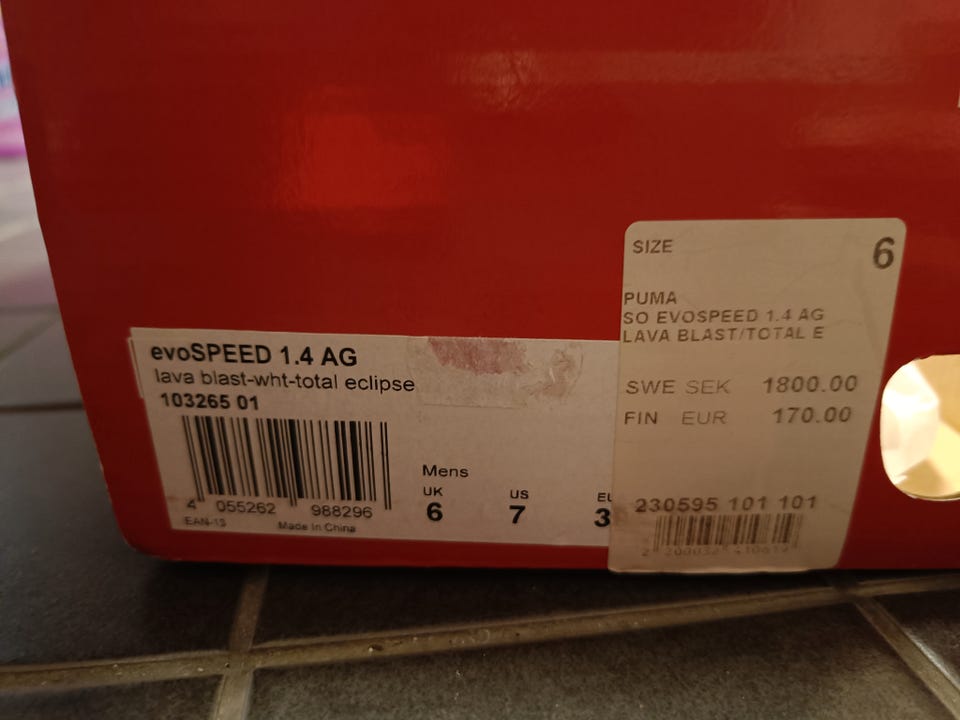 evoSPEED 1.4 AG
lava blast-wht-total eclipse
103265 01
4 055262 988296
EAN-13
Made in China
Mens
UK US EU
6 7 3
SIZE 6
PUMA
SO EVOSPEED 1.4 AG
LAVA BLAST/TOTAL E
SWE SEK 1800.00
FIN EUR 170.00
230595 101 101